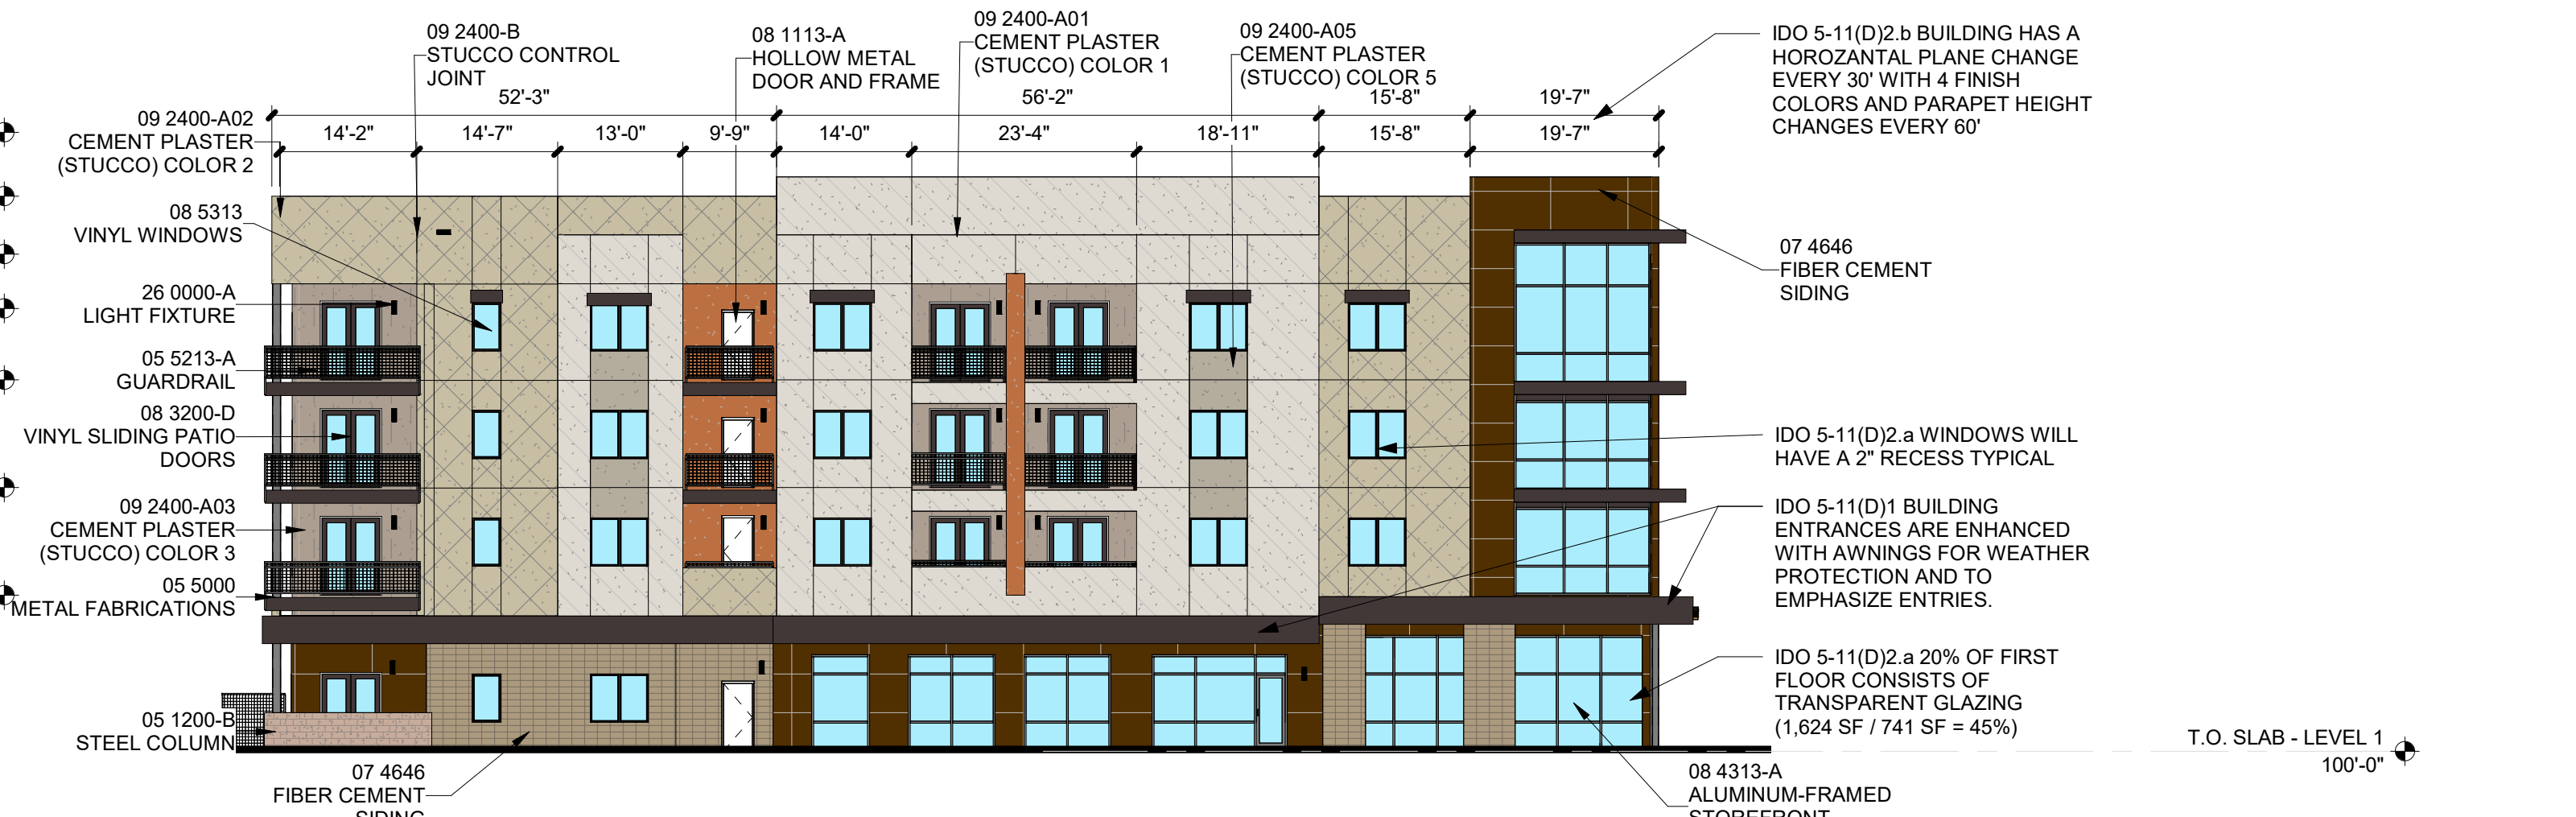 09 2400-B
STUCCO CONTROL
JOINT
08 1113-A
HOLLOW METAL
DOOR AND FRAME
09 2400-A01
CEMENT PLASTER
(STUCCO) COLOR 1
09 2400-A05
CEMENT PLASTER
(STUCCO) COLOR 5
IDO 5-11(D)2.b BUILDING HAS A
HOROZANTAL PLANE CHANGE
EVERY 30' WITH 4 FINISH
COLORS AND PARAPET HEIGHT
CHANGES EVERY 60'
52'-3"
56'-2"
15'-8"
19'-7"
14'-2"
14'-7"
13'-0"
9'-9"
14'-0"
23'-4"
18'-11"
15'-8"
19'-7"
09 2400-A02
CEMENT PLASTER
(STUCCO) COLOR 2
08 5313
VINYL WINDOWS
26 0000-A
LIGHT FIXTURE
05 5213-A
GUARDRAIL
08 3200-D
VINYL SLIDING PATIO
DOORS
09 2400-A03
CEMENT PLASTER
(STUCCO) COLOR 3
05 5000
METAL FABRICATIONS
05 1200-B
STEEL COLUMN
07 4646
FIBER CEMENT
SIDING
07 4646
FIBER CEMENT
SIDING
IDO 5-11(D)2.a WINDOWS WILL
HAVE A 2" RECESS TYPICAL
IDO 5-11(D)1 BUILDING
ENTRANCES ARE ENHANCED
WITH AWNINGS FOR WEATHER
PROTECTION AND TO
EMPHASIZE ENTRIES.
IDO 5-11(D)2.a 20% OF FIRST
FLOOR CONSISTS OF
TRANSPARENT GLAZING
(1,624 SF / 741 SF = 45%)
08 4313-A
ALUMINUM-FRAMED
STOREFRONT
T.O. SLAB - LEVEL 1
100'-0"